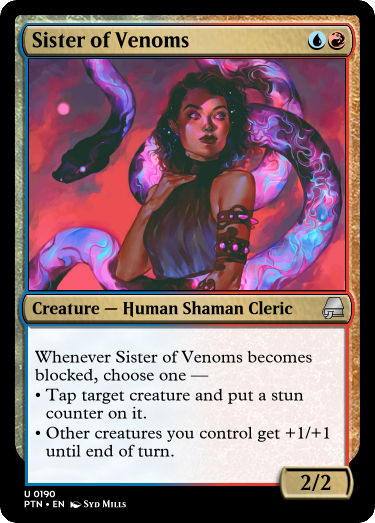 Sister of Venoms
Creature — Human Shaman Cleric
Whenever Sister of Venoms becomes
blocked, choose one —
• Tap target creature and put a stun
counter on it.
• Other creatures you control get +1/+1
until end of turn.
2/2
U 0190
PTN • EN Syd Mills